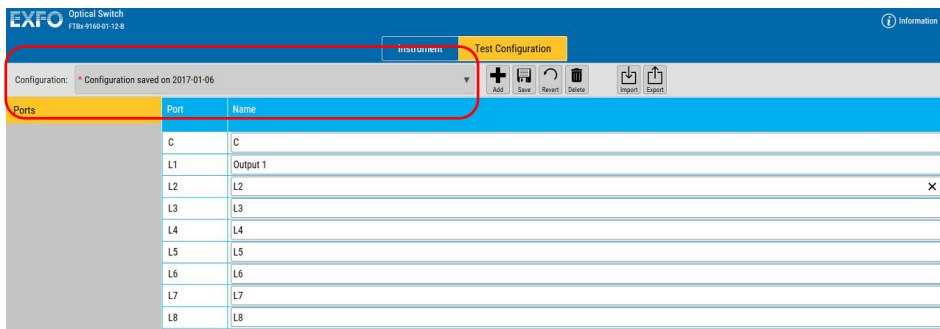 EXFO Optical Switch
FTBx-9160-01-12-B
Information
Instrument Test Configuration
Configuration: * Configuration saved on 2017-01-06
Add Save Revert Delete Import Export
Ports Port Name
C C
L1 Output 1
L2 L2
L3 L3
L4 L4
L5 L5
L6 L6
L7 L7
L8 L8